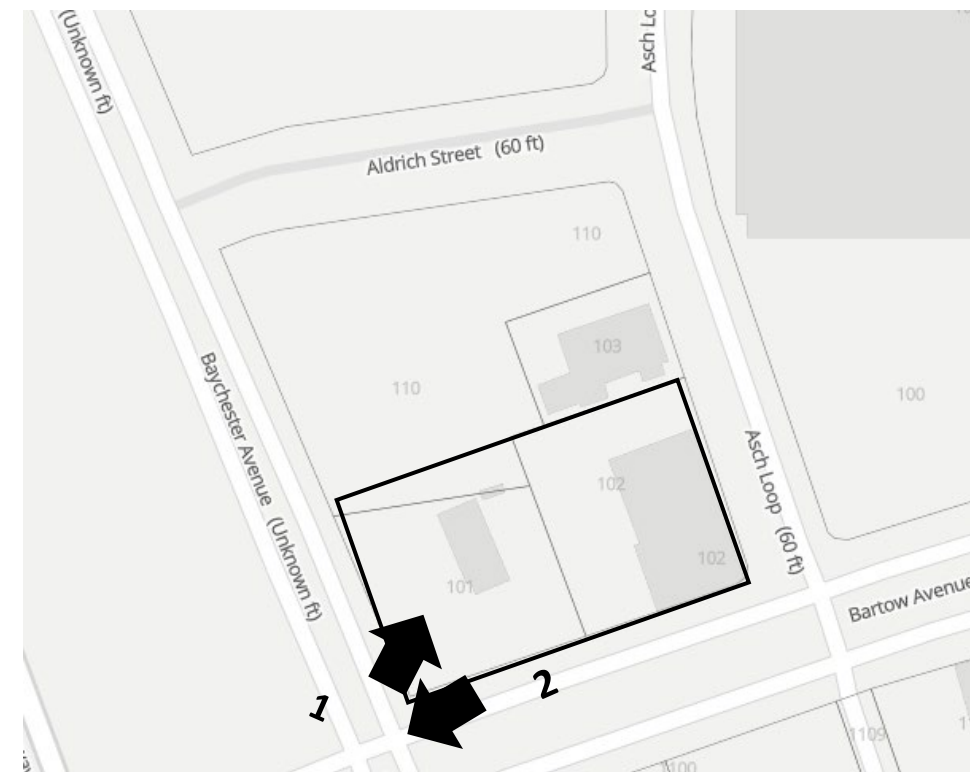 (Unknown ft)
Asch Lo
Aldrich Street (60 ft)
110
103
Baychester Avenue (Unknown ft)
110
100
102
Asch Loop (60 ft)
102
101
Bartow Avenue
2
1
1109
1100